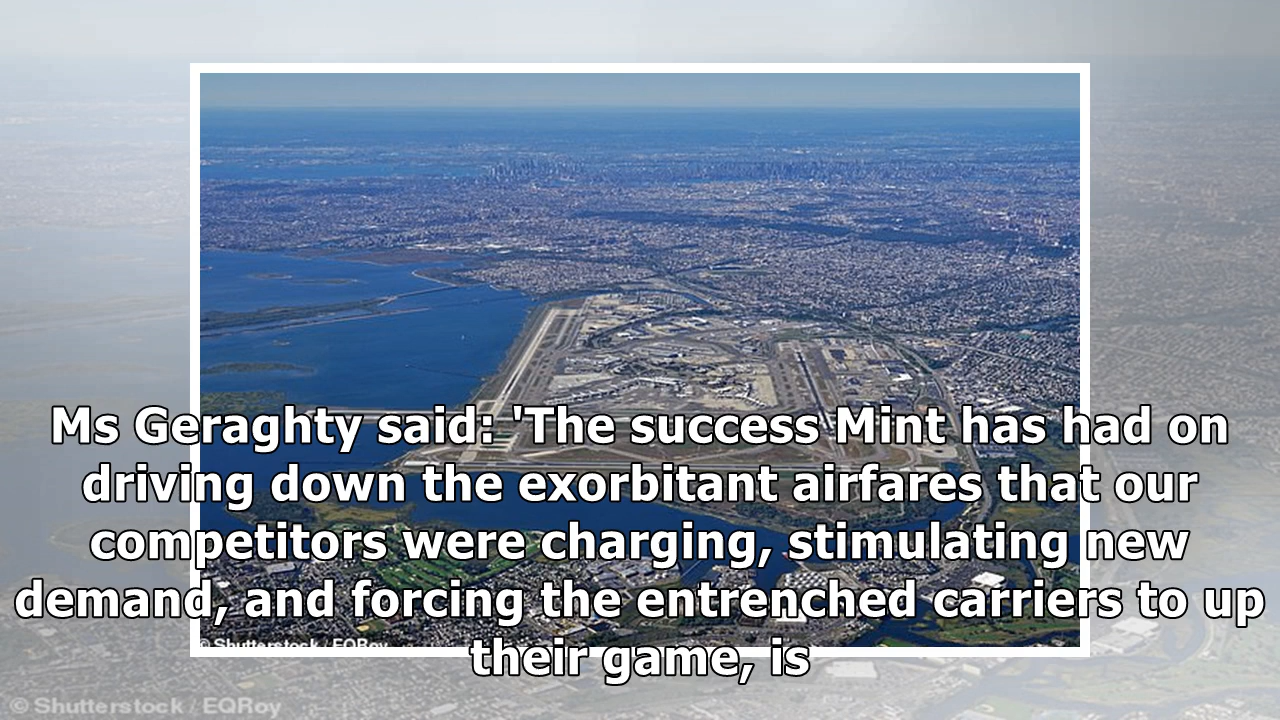 Ms Geraghty said: 'The success Mint has had on
driving down the exorbitant airfares that our
competitors were charging, stimulating new
demand, and forcing the entrenched carriers to up
© Shutterstock / EQRoy
their game, is
© Shutterstock / EQRoy